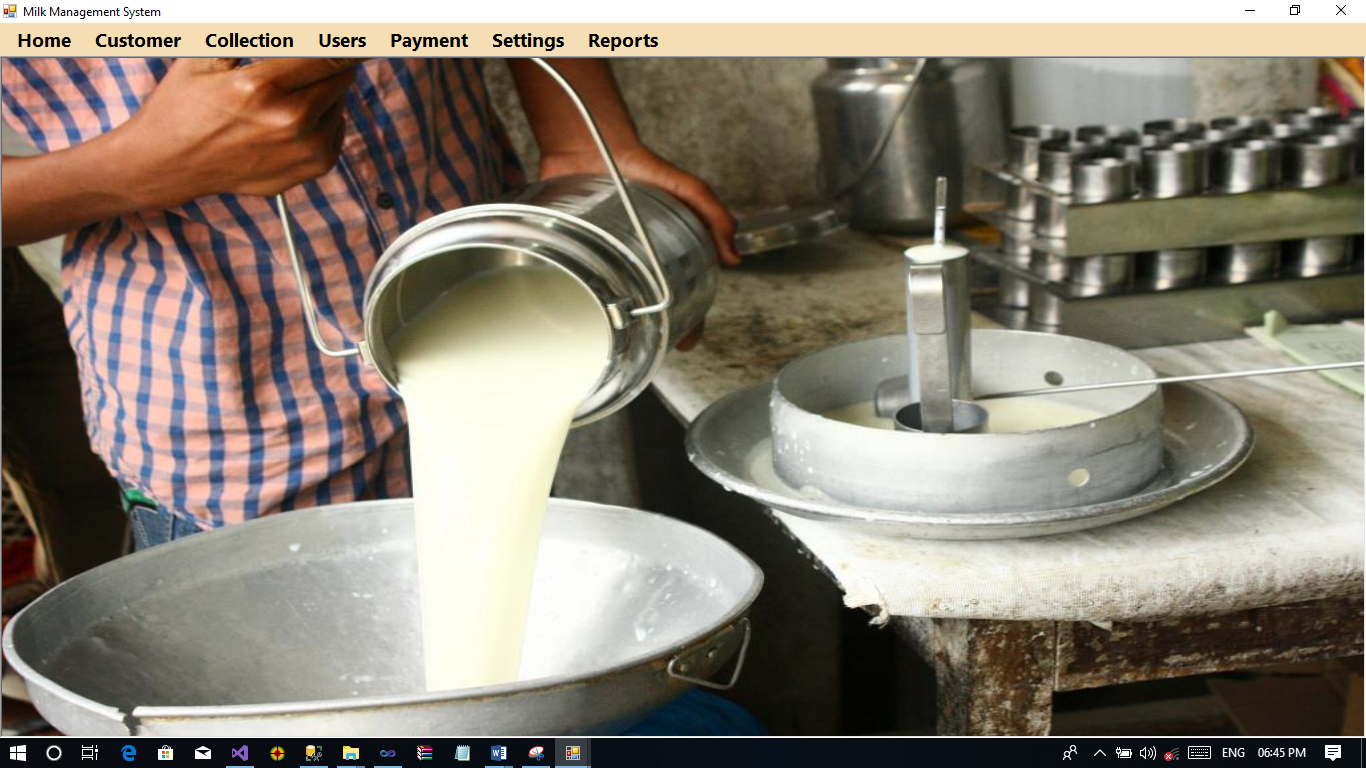 Milk Management System
Home Customer Collection Users Payment Settings Reports
ENG 06:45 PM